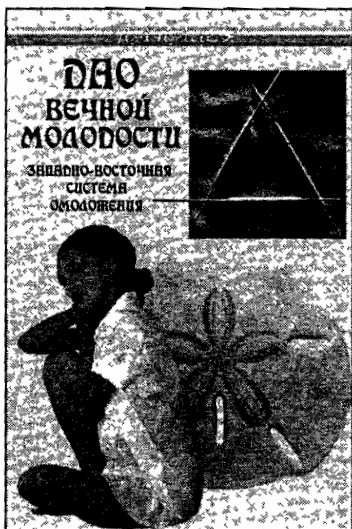 ДАО
ВЕЧНОЙ
МОЛОДОСТИ
ЗАПАДНО-ВОСТОЧНАЯ
СИСТЕМА
ОМОЛОЖЕНИЯ